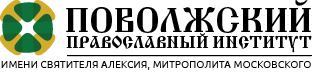 ПОВОЛЖСКИЙ
ПРАВОСЛАВНЫЙ ИНСТИТУТ
ИМЕНИ СВЯТИТЕЛЯ АЛЕКСИЯ, МИТРОПОЛИТА МОСКОВСКОГО